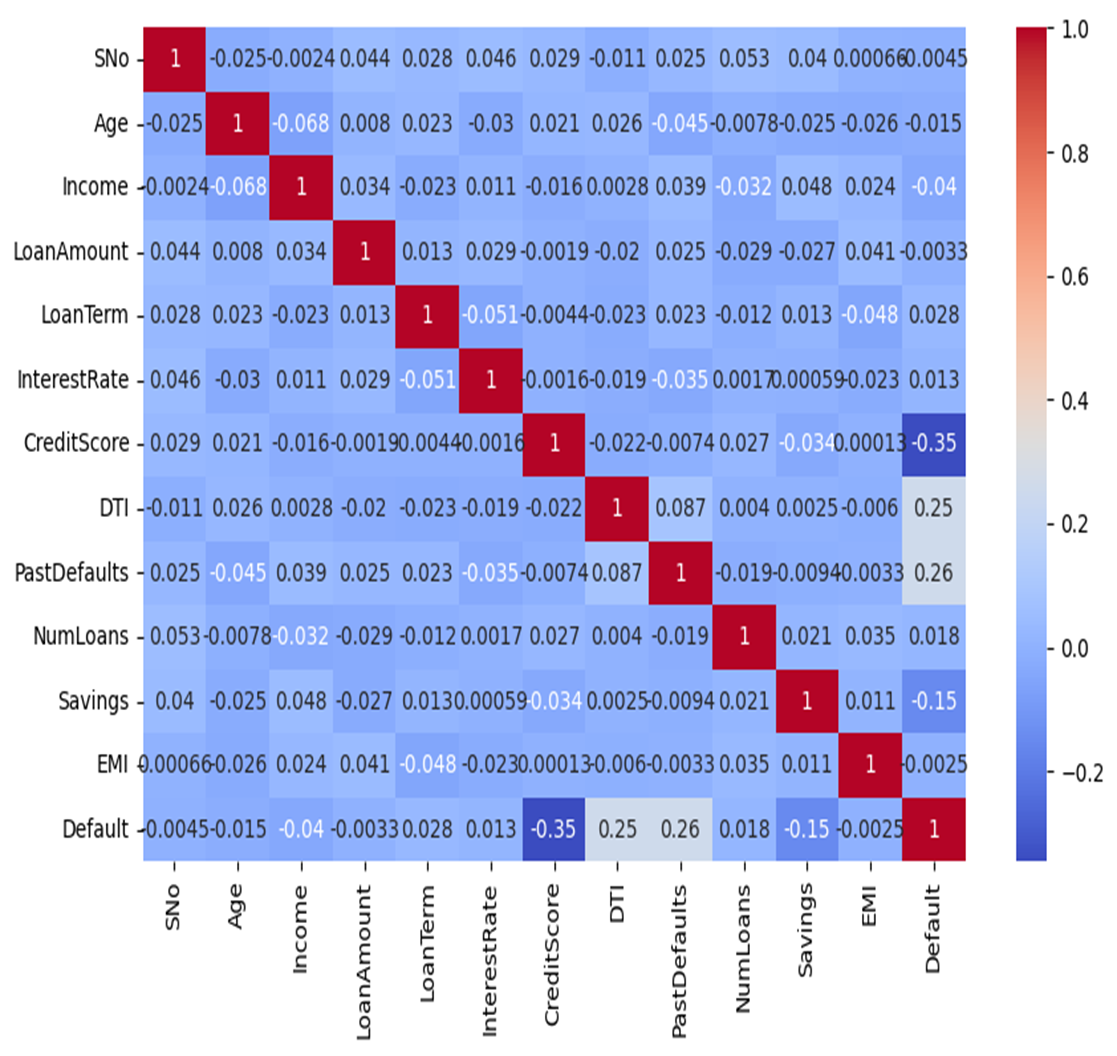 SNo 1 -0.025 -0.0024 0.044 0.028 0.046 0.029 -0.011 0.025 0.053 0.04 0.00066 -0.0045 1.0
Age -0.025 1 -0.068 0.008 0.023 -0.03 0.021 0.026 -0.045 -0.0078 -0.025 -0.026 -0.015 0.8
Income -0.0024 -0.068 1 0.034 -0.023 0.011 -0.016 0.0028 0.039 -0.032 0.048 0.024 -0.04
LoanAmount 0.044 0.008 0.034 1 0.013 0.029 -0.0019 -0.02 0.025 -0.029 -0.027 0.041 -0.0033 0.6
LoanTerm 0.028 0.023 -0.023 0.013 1 -0.051 -0.0044 -0.023 0.023 -0.012 0.013 -0.048 0.028
InterestRate 0.046 -0.03 0.011 0.029 -0.051 1 -0.0016 -0.019 -0.035 0.0017 0.00059 -0.023 0.013 0.4
CreditScore 0.029 0.021 -0.016 -0.0019 -0.0044 -0.0016 1 -0.022 -0.0074 0.027 -0.034 0.00013 -0.35
DTI -0.011 0.026 0.0028 -0.02 -0.023 -0.019 -0.022 1 0.087 0.004 0.0025 -0.006 0.25 0.2
PastDefaults 0.025 -0.045 0.039 0.025 0.023 -0.035 -0.0074 0.087 1 -0.019 -0.0094 -0.0033 0.26
NumLoans 0.053 -0.0078 -0.032 -0.029 -0.012 0.0017 0.027 0.004 -0.019 1 0.021 0.035 0.018 0.0
Savings 0.04 -0.025 0.048 -0.027 0.013 0.00059 -0.034 0.0025 -0.0094 0.021 1 0.011 -0.15
EMI 0.00066 -0.026 0.024 0.041 -0.048 -0.023 0.00013 -0.006 -0.0033 0.035 0.011 1 -0.0025 −0.2
Default -0.0045 -0.015 -0.04 -0.0033 0.028 0.013 -0.35 0.25 0.26 0.018 -0.15 -0.0025 1
SNo
Age
Income
LoanAmount
LoanTerm
InterestRate
CreditScore
DTI
PastDefaults
NumLoans
Savings
EMI
Default